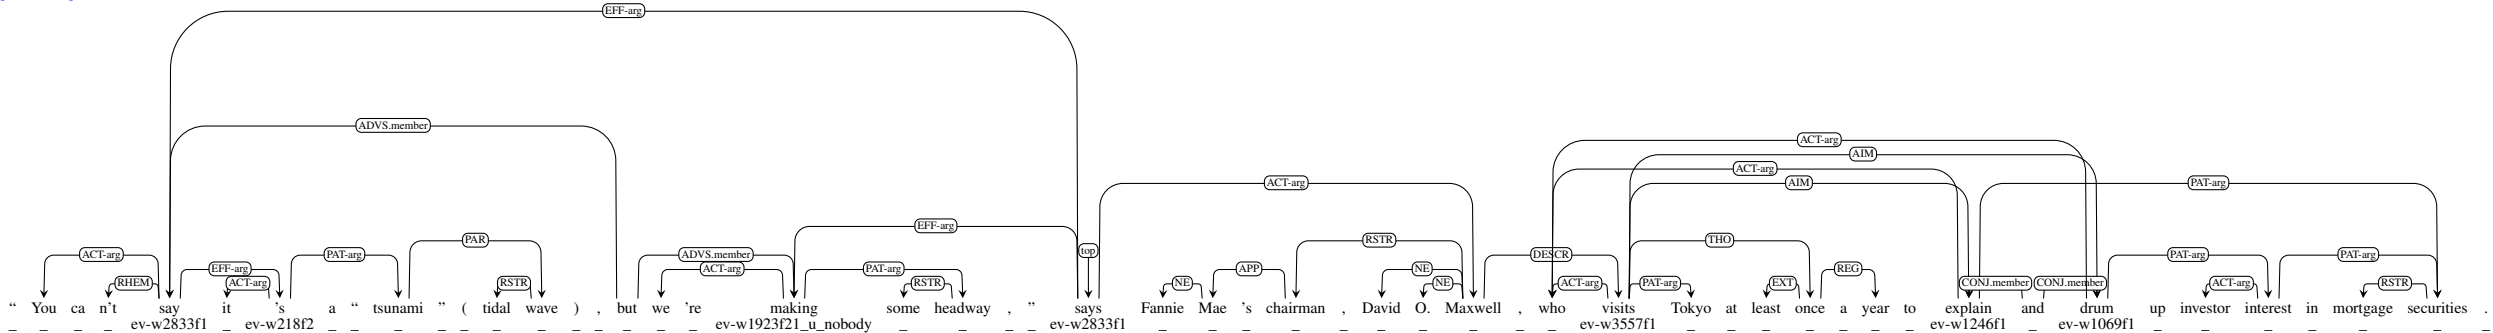 EFF-arg
ADVS.member
ACT-arg
AIM
ACT-arg
ACT-arg AIM PAT-arg
EFF-arg
PAR RSTR THO
top
ACT-arg PAT-arg ADVS.member DESCR PAT-arg PAT-arg
EFF-arg ACT-arg PAT-arg APP NE REG
RHEM ACT-arg RSTR RSTR NE NE ACT-arg PAT-arg EXT CONJ.member CONJ.member ACT-arg RSTR
“ You ca n't say it 's a “ tsunami ” ( tidal wave ) , but we 're making some headway , ” says Fannie Mae 's chairman , David O. Maxwell , who visits Tokyo at least once a year to explain and drum up investor interest in mortgage securities .
_ _ _ _ ev-w2833f1 _ ev-w218f2 _ _ _ _ _ _ _ _ _ _ _ _ ev-w1923f21_u_nobody _ _ _ _ ev-w2833f1 _ _ _ _ _ _ _ _ _ _ ev-w3557f1 _ _ _ _ _ _ _ ev-w1246f1 _ ev-w1069f1 _ _ _ _ _ _ _